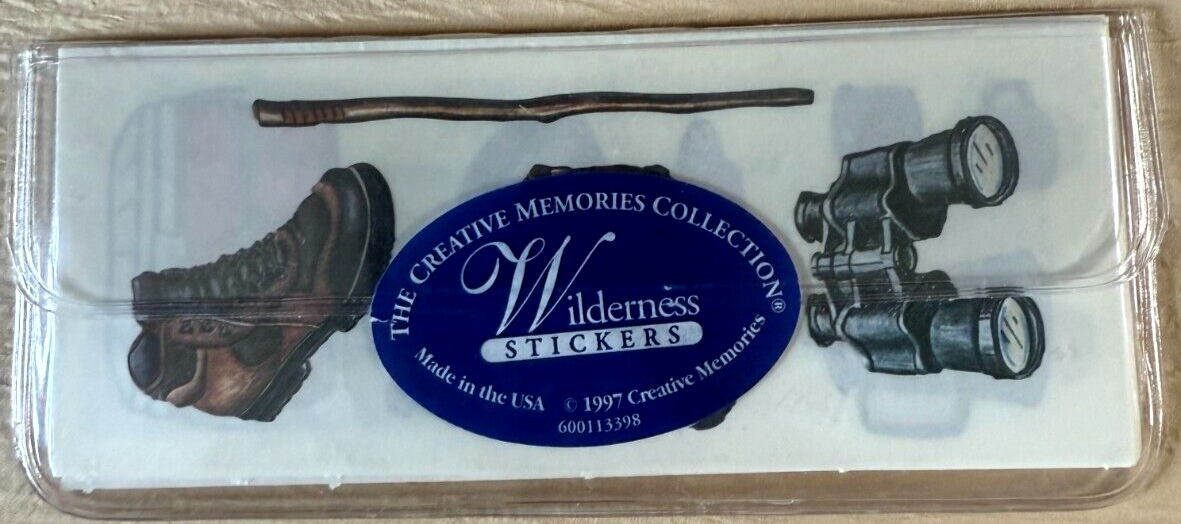 THE CREATIVE MEMORIES COLLECTION®
Wilderness
STICKERS
Made in the USA © 1997 Creative Memories
600113398